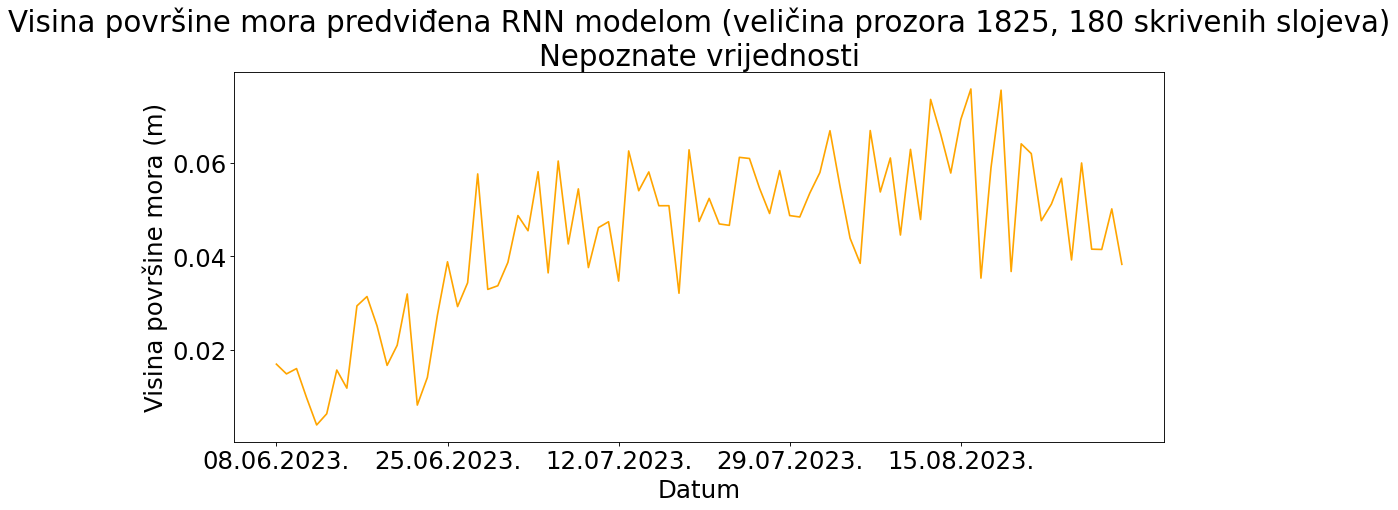 Visina površine mora predviđena RNN modelom (veličina prozora 1825, 180 skrivenih slojeva)
Nepoznate vrijednosti
Visina površine mora (m)
0.06
0.04
0.02
08.06.2023.
25.06.2023.
12.07.2023.
29.07.2023.
15.08.2023.
Datum